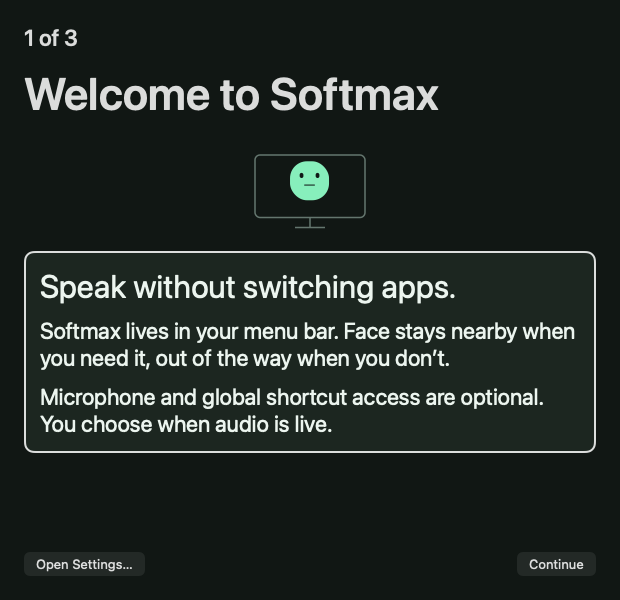 1 of 3
Welcome to Softmax
Speak without switching apps.
Softmax lives in your menu bar. Face stays nearby when
you need it, out of the way when you don’t.
Microphone and global shortcut access are optional.
You choose when audio is live.
Open Settings...
Continue